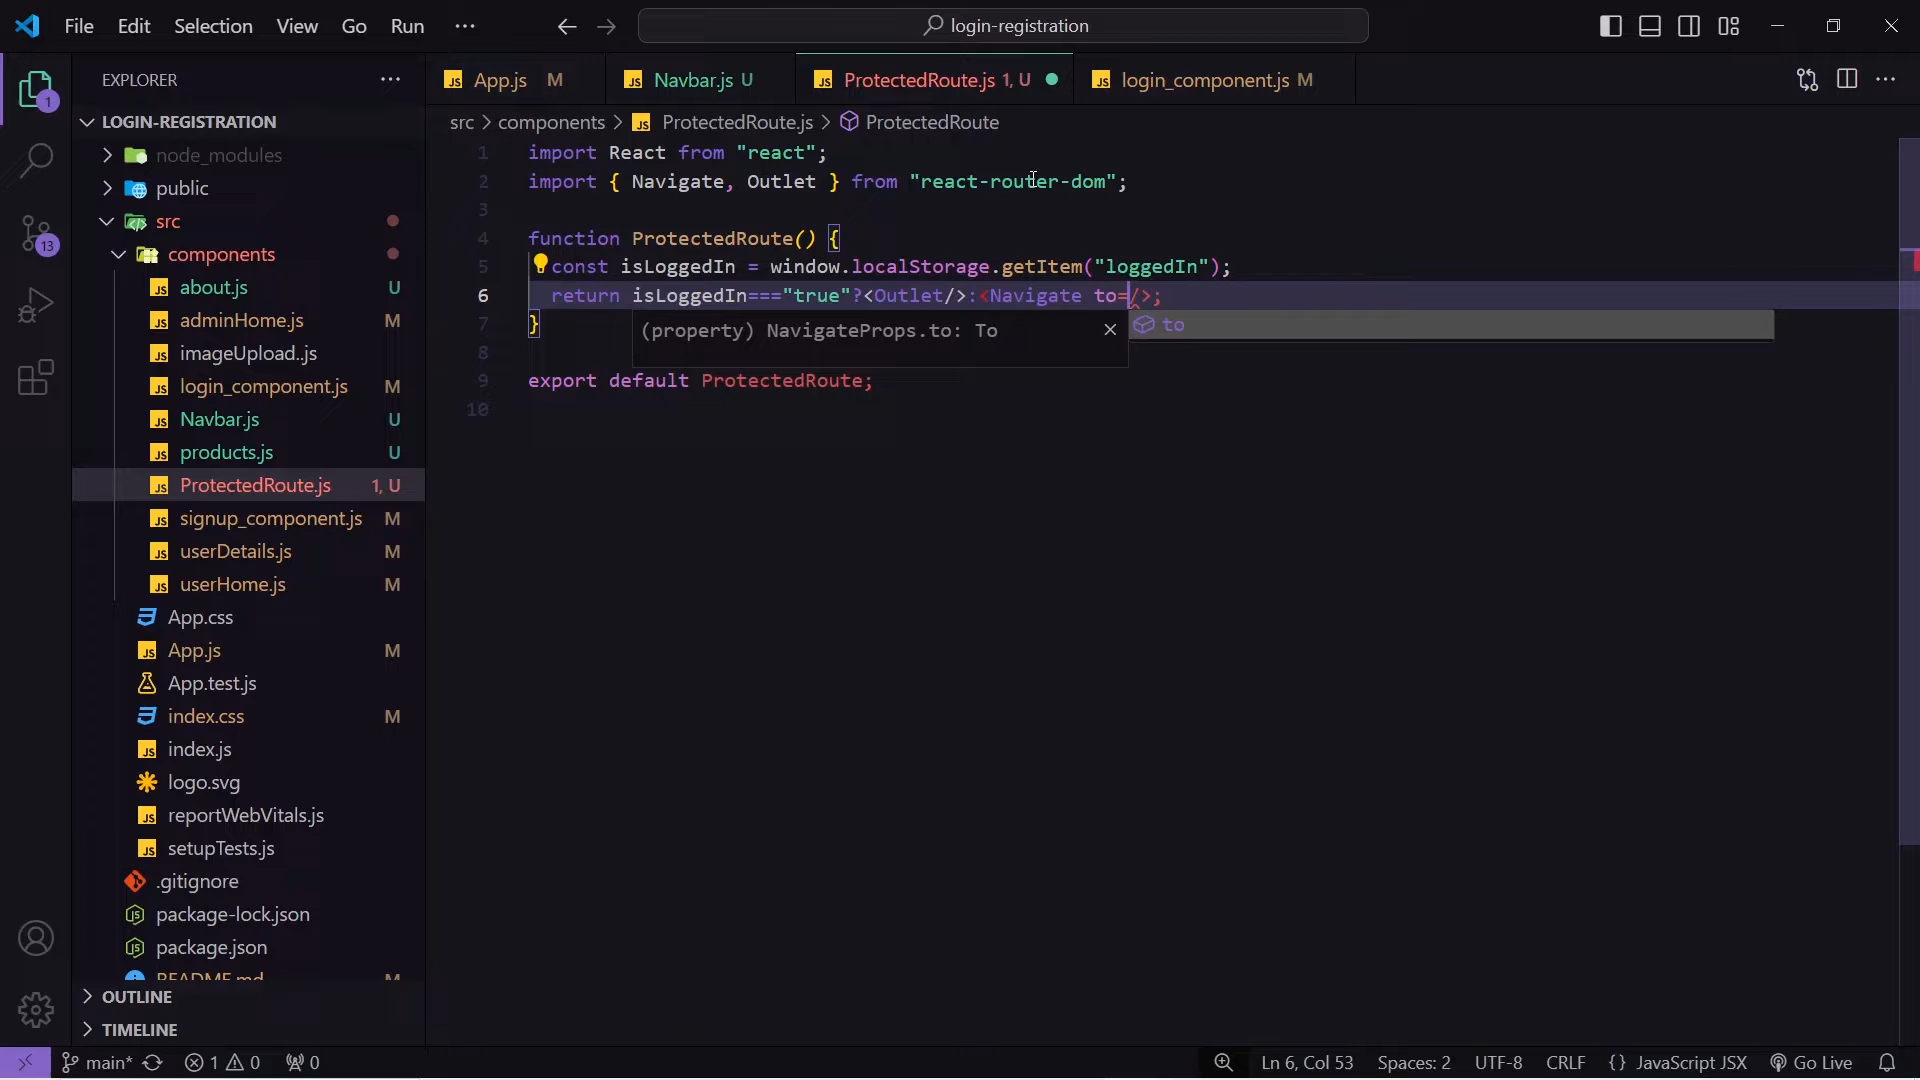 File Edit Selection View Go Run ··· login-registration
EXPLORER ···
App.js M Navbar.js U ProtectedRoute.js 1, U login_component.js M
LOGIN-REGISTRATION
src > components > JS ProtectedRoute.js > ProtectedRoute
node_modules
public
src
components
about.js U
adminHome.js M
imageUpload..js
login_component.js M
Navbar.js U
products.js U
ProtectedRoute.js 1, U
signup_component.js M
userDetails.js M
userHome.js M
App.css
App.js M
App.test.js
index.css M
index.js
logo.svg
reportWebVitals.js
setupTests.js
.gitignore
package-lock.json
package.json
README.md M
OUTLINE
TIMELINE
1
13
1 import React from "react";
2 import { Navigate, Outlet } from "react-router-dom";
3
4 function ProtectedRoute() {
5 const isLoggedIn = window.localStorage.getItem("loggedIn");
6 return isLoggedIn==="true"?<Outlet/>:<Navigate to=/>;
7 }
(property) NavigateProps.to: To
to
8
9 export default ProtectedRoute;
10
main* 1 0 0 Ln 6, Col 53 Spaces: 2 UTF-8 CRLF {} JavaScript JSX Go Live